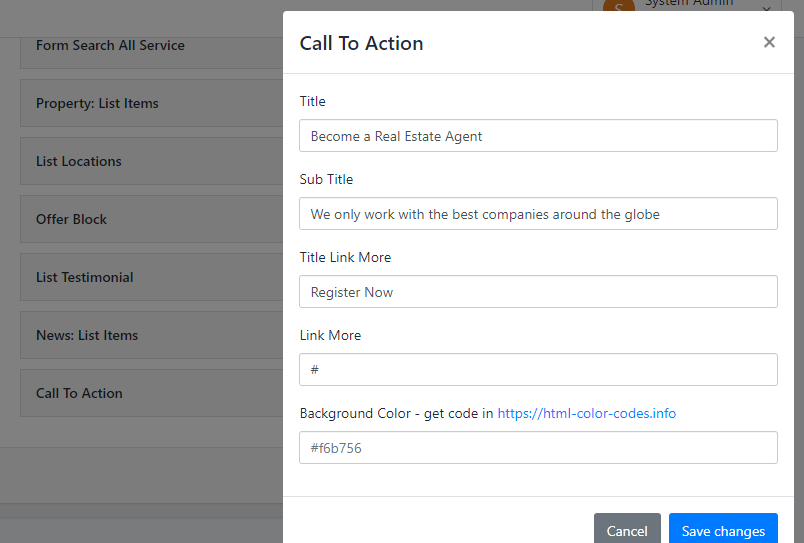 S System Admin
Form Search All Service
Property: List Items
List Locations
Offer Block
List Testimonial
News: List Items
Call To Action
Call To Action
×
Title
Become a Real Estate Agent
Sub Title
We only work with the best companies around the globe
Title Link More
Register Now
Link More
#
Background Color - get code in https://html-color-codes.info
#f6b756
Cancel Save changes